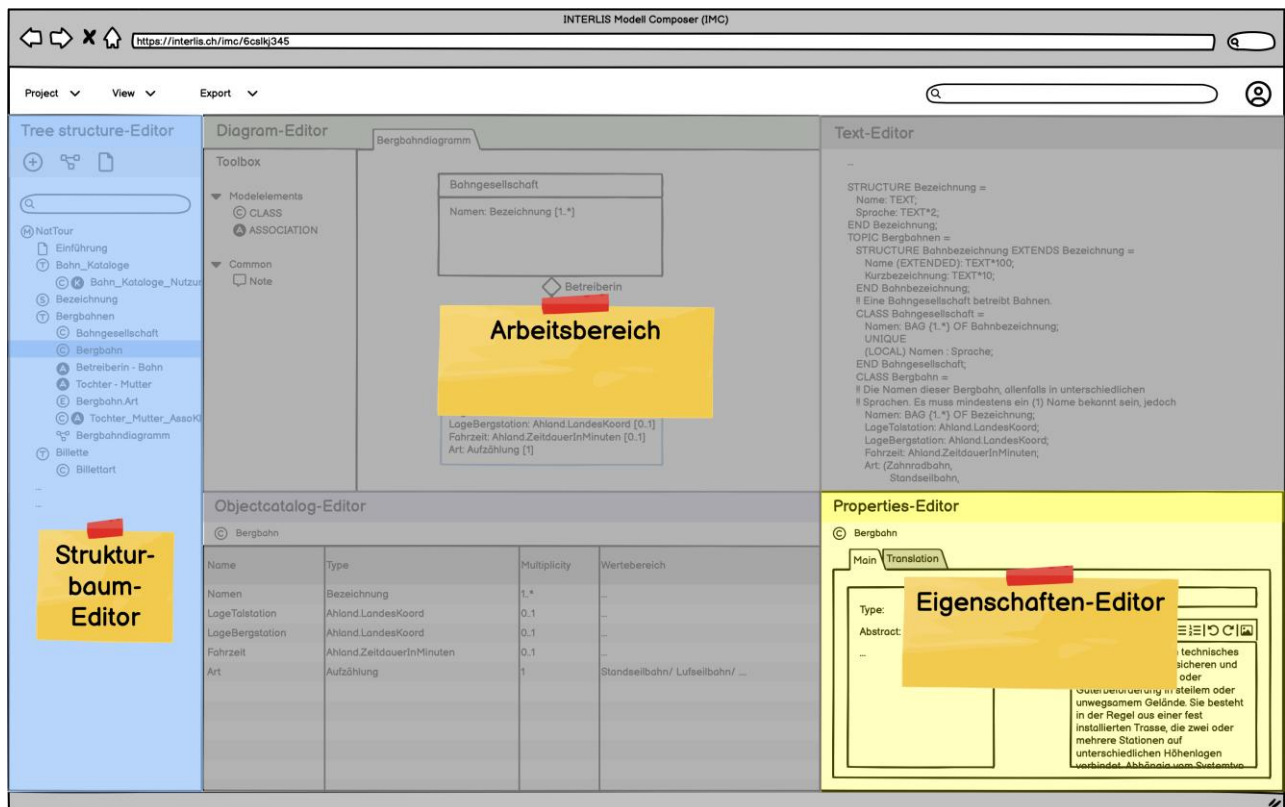 INTERLIS Modell Composer (IMC)
https://interlis.ch/imc/6cslkj345
Project View Export
Tree structure-Editor
NatTour
Einführung
Bahn_Kataloge
Bahn_Kataloge_Nutzun
Bezeichnung
Bergbahnen
Bahngesellschaft
Bergbahn
Betreiberin - Bahn
Tochter - Mutter
Bergbahn.Art
Tochter_Mutter_AssoKl
Bergbahndiagramm
Billette
Billettart
...
...
Struktur-
baum-
Editor
Diagram-Editor
Toolbox
Modelelements
CLASS
ASSOCIATION
Common
Note
Bergbahndiagramm
Bahngesellschaft
Namen: Bezeichnung [1..*]
Betreiberin
Arbeitsbereich
LageBergstation: Ahland.LandesKoord [0..1]
Fahrzeit: Ahland.ZeitdauerInMinuten [0..1]
Art: Aufzählung [1]
Text-Editor
...
STRUCTURE Bezeichnung =
Name: TEXT;
Sprache: TEXT*2;
END Bezeichnung;
TOPIC Bergbahnen =
STRUCTURE Bahnbezeichnung EXTENDS Bezeichnung =
Name (EXTENDED): TEXT*100;
Kurzbezeichnung: TEXT*10;
END Bahnbezeichnung;
!! Eine Bahngesellschaft betreibt Bahnen.
CLASS Bahngesellschaft =
Namen: BAG {1..*} OF Bahnbezeichnung;
UNIQUE
(LOCAL) Namen : Sprache;
END Bahngesellschaft;
CLASS Bergbahn =
!! Die Namen dieser Bergbahn, allenfalls in unterschiedlichen
!! Sprachen. Es muss mindestens ein (1) Name bekannt sein, jedoch
Namen: BAG {1..*} OF Bezeichnung;
LageTalstation: Ahland.LandesKoord;
LageBergstation: Ahland.LandesKoord;
Fahrzeit: Ahland.ZeitdauerInMinuten;
Art: (Zahnradbahn,
Standseilbahn,
Objectcatalog-Editor
Bergbahn
Name Type Multiplicity Wertebereich
Namen Bezeichnung 1..* ...
LageTalstation Ahland.LandesKoord 0..1 ...
LageBergstation Ahland.LandesKoord 0..1 ...
Fahrzeit Ahland.ZeitdauerInMinuten 0..1 ...
Art Aufzählung 1 Standseilbahn/ Lufseilbahn/ ...
Properties-Editor
Bergbahn
Main Translation
Eigenschaften-Editor
Type:
Abstract:
...
technisches
sicheren und
oder
Güterbeförderung in steilem oder
unwegsamem Gelände. Sie besteht
in der Regel aus einer fest
installierten Trasse, die zwei oder
mehrere Stationen auf
unterschiedlichen Höhenlagen
verbindet. Abhängig vom Systemtyp